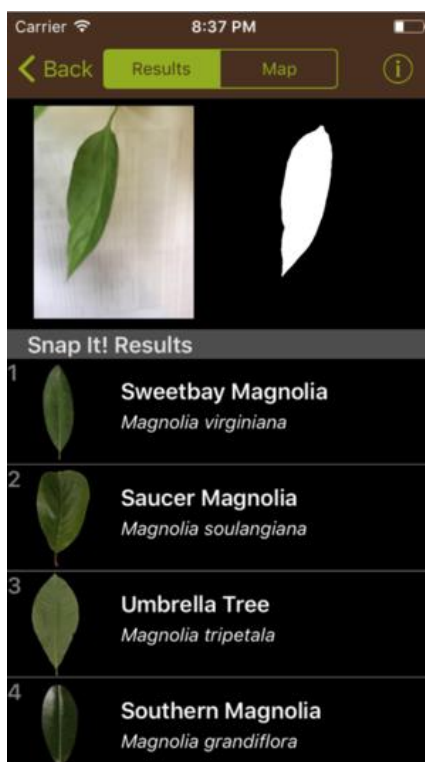 Carrier 8:37 PM
Back Results Map i
Snap It! Results
1
Sweetbay Magnolia
Magnolia virginiana
2
Saucer Magnolia
Magnolia soulangiana
3
Umbrella Tree
Magnolia tripetala
4
Southern Magnolia
Magnolia grandiflora